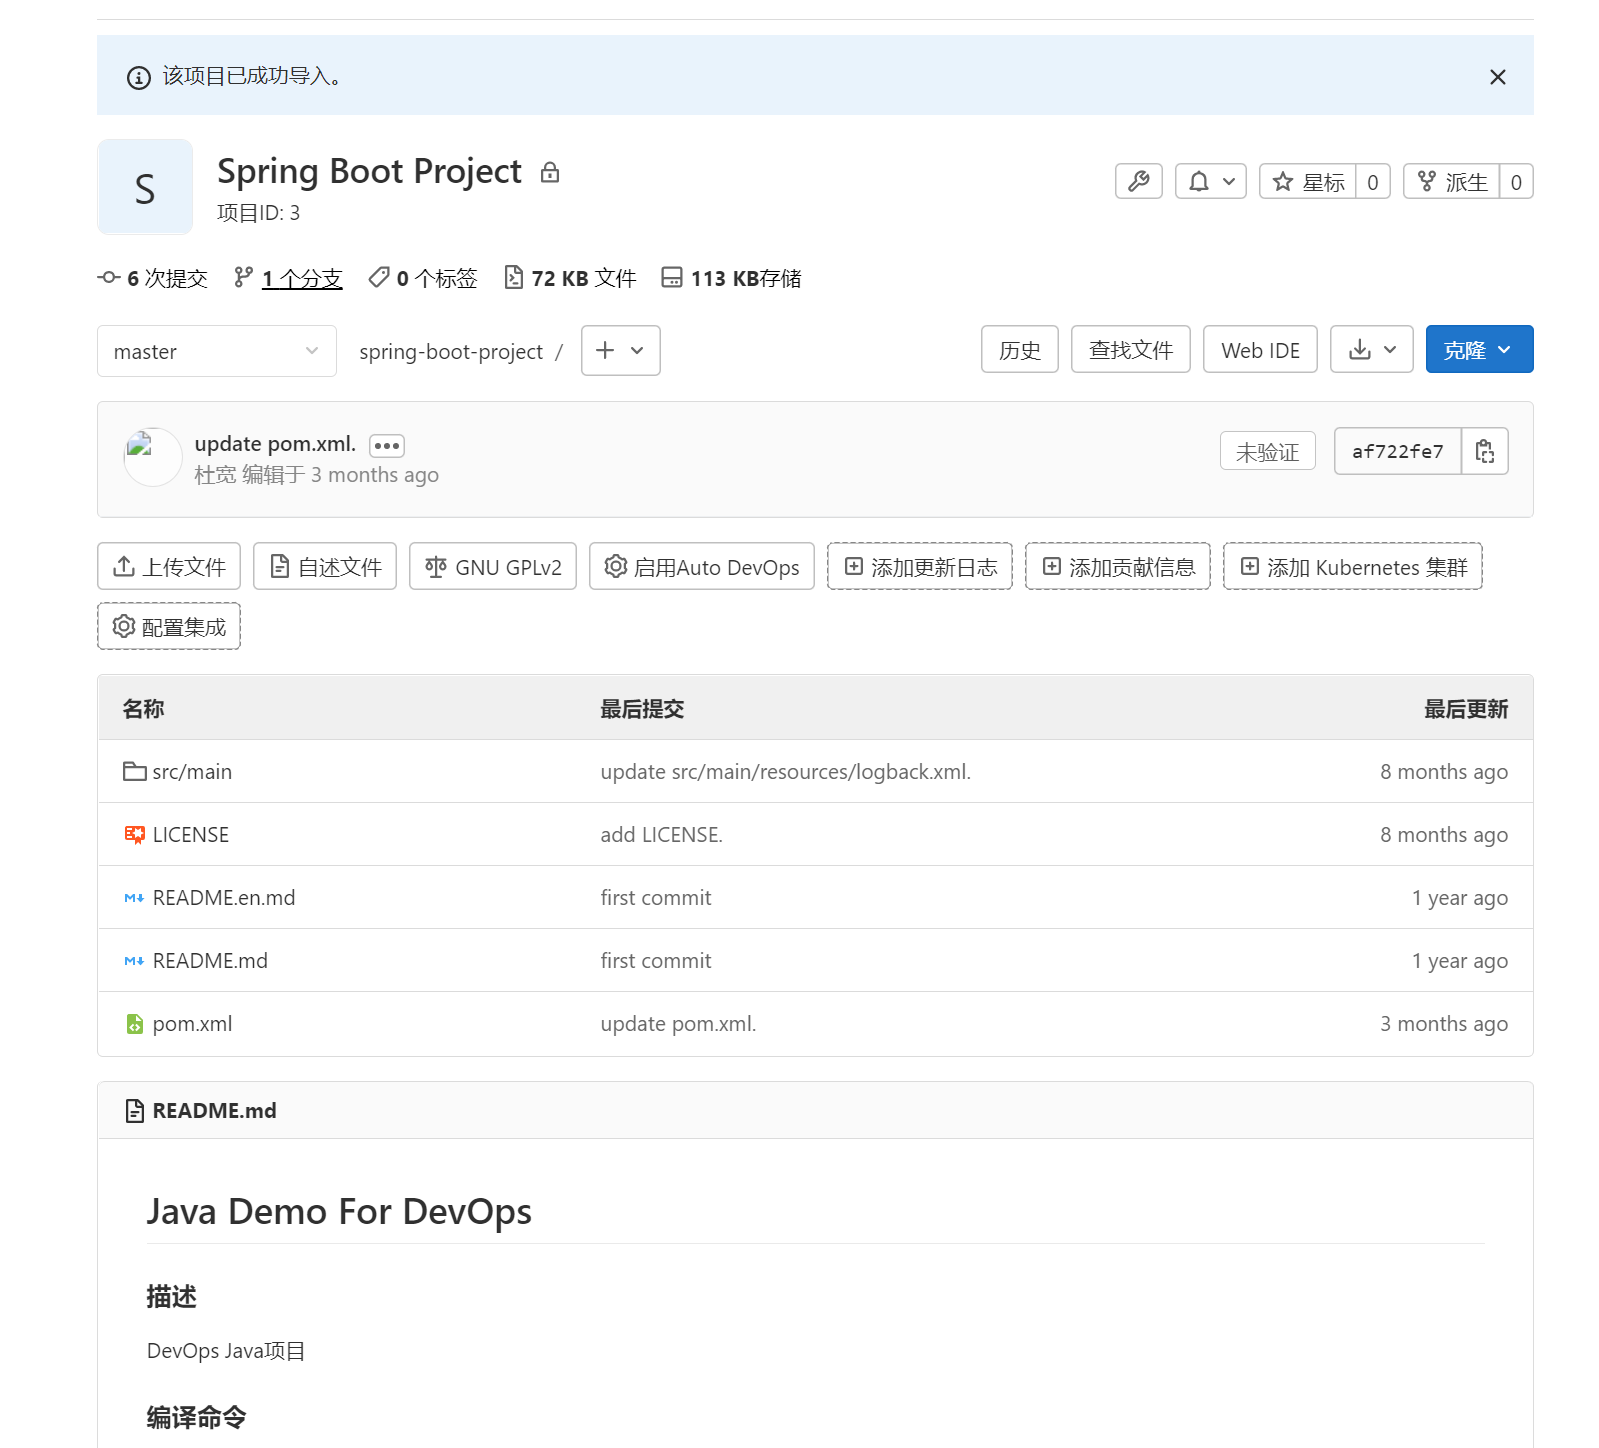 该项目已成功导入。
S
Spring Boot Project
项目ID: 3
星标 0
派生 0
6 次提交 1 个分支 0 个标签 72 KB 文件 113 KB存储
master spring-boot-project / 历史 查找文件 Web IDE 克隆
update pom.xml.
杜宽 编辑于 3 months ago
未验证 af722fe7
上传文件 自述文件 GNU GPLv2 启用Auto DevOps 添加更新日志 添加贡献信息 添加 Kubernetes 集群
配置集成
名称 最后提交 最后更新
src/main update src/main/resources/logback.xml. 8 months ago
LICENSE add LICENSE. 8 months ago
README.en.md first commit 1 year ago
README.md first commit 1 year ago
pom.xml update pom.xml. 3 months ago
README.md
Java Demo For DevOps
描述
DevOps Java项目
编译命令